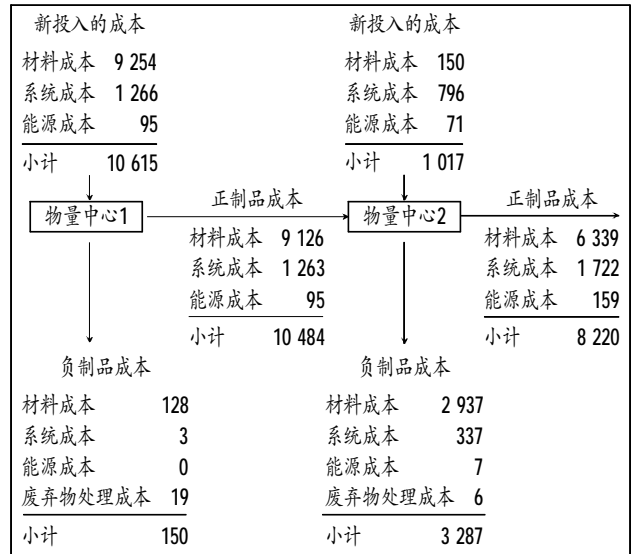 新投入的成本
材料成本 9 254
系统成本 1 266
能源成本 95
小计 10 615
新投入的成本
材料成本 150
系统成本 796
能源成本 71
小计 1 017
物量中心1
正制品成本
材料成本 9 126
系统成本 1 263
能源成本 95
小计 10 484
物量中心2
正制品成本
材料成本 6 339
系统成本 1 722
能源成本 159
小计 8 220
负制品成本
材料成本 128
系统成本 3
能源成本 0
废弃物处理成本 19
小计 150
负制品成本
材料成本 2 937
系统成本 337
能源成本 7
废弃物处理成本 6
小计 3 287